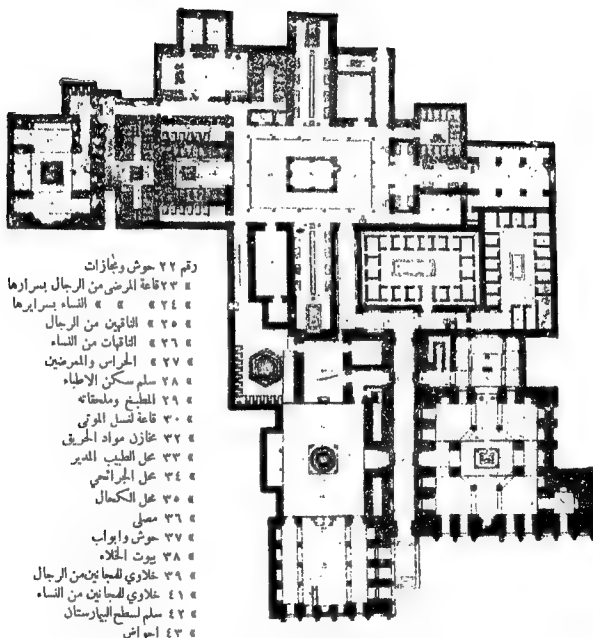 رقم ٢٢ حوش ومجازات
» ٢٣ قاعة المرضى من الرجال بسرارها
» ٢٤ » » » النساء بسرايرها
» ٢٥ » الناقهين من الرجال
» ٢٦ » الناقهات من النساء
» ٢٧ » الحراس والممرضين
» ٢٨ سلم سكن الاطباء
» ٢٩ المطبخ وملحقاته
» ٣٠ قاعة لغسل الموتى
» ٣٢ مخازن مواد الحريق
» ٣٣ محل الطبيب المدير
» ٣٤ محل الجرائحي
» ٣٥ محل الكحال
» ٣٦ مصلى
» ٣٧ حوش وابواب
» ٣٨ بيوت الخلاء
» ٣٩ خلاوي للمجانين من الرجال
» ٤١ خلاوي للمجانين من النساء
» ٤٢ سلم لسطح البيمارستان
» ٤٣ احواض